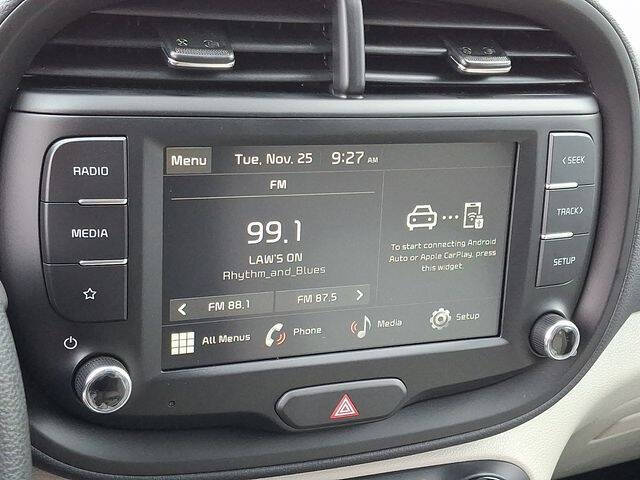 RADIO
MEDIA
Menu Tue, Nov. 25 9:27 AM
FM
99.1
LAW'S ON
Rhythm_and_Blues
< FM 88.1 FM 87.5 >
To start connecting Android
Auto or Apple CarPlay, press
this widget.
All Menus Phone Media Setup
< SEEK
TRACK >
SETUP